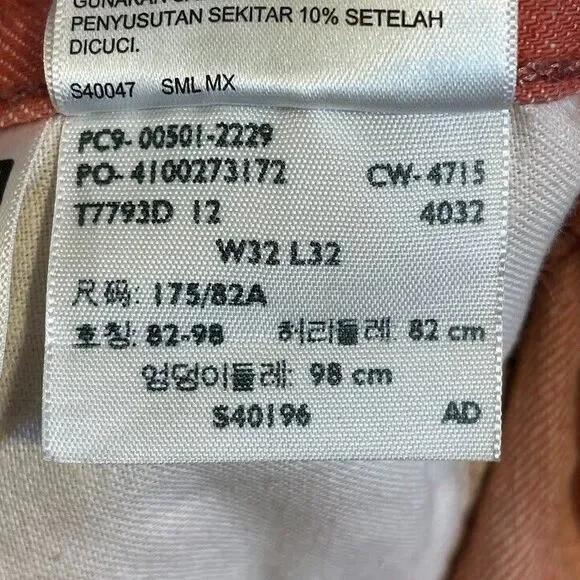 PENYUSUTAN SEKITAR 10% SETELAH
DICUCI.
S40047 SML MX
PC9-00501-2229
PO-4100273172 CW-4715
T7793D 12 4032
W32 L32
尺码: 175/82A
호칭: 82-98 허리둘레: 82 cm
엉덩이둘레: 98 cm
S40196 AD